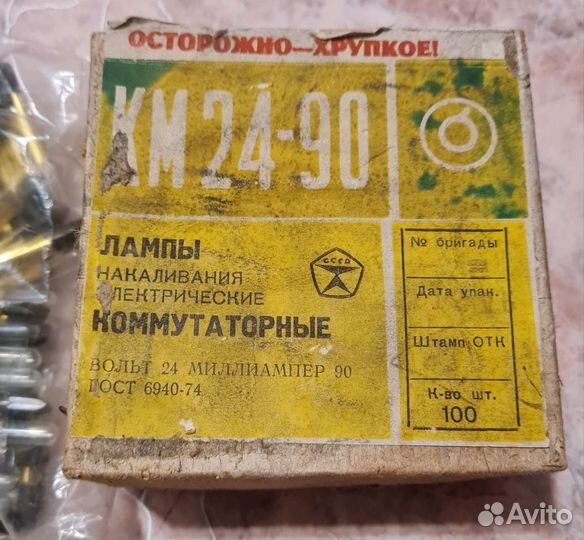 ОСТОРОЖНО—ХРУПКОЕ!
КМ 24-90
ЛАМПЫ
НАКАЛИВАНИЯ
ЭЛЕКТРИЧЕСКИЕ
КОММУТАТОРНЫЕ
ВОЛЬТ 24 МИЛЛИАМПЕР 90
ГОСТ 6940-74
СССР
№ бригады
Дата упак.
Штамп ОТК
К-во шт.
100
Avito